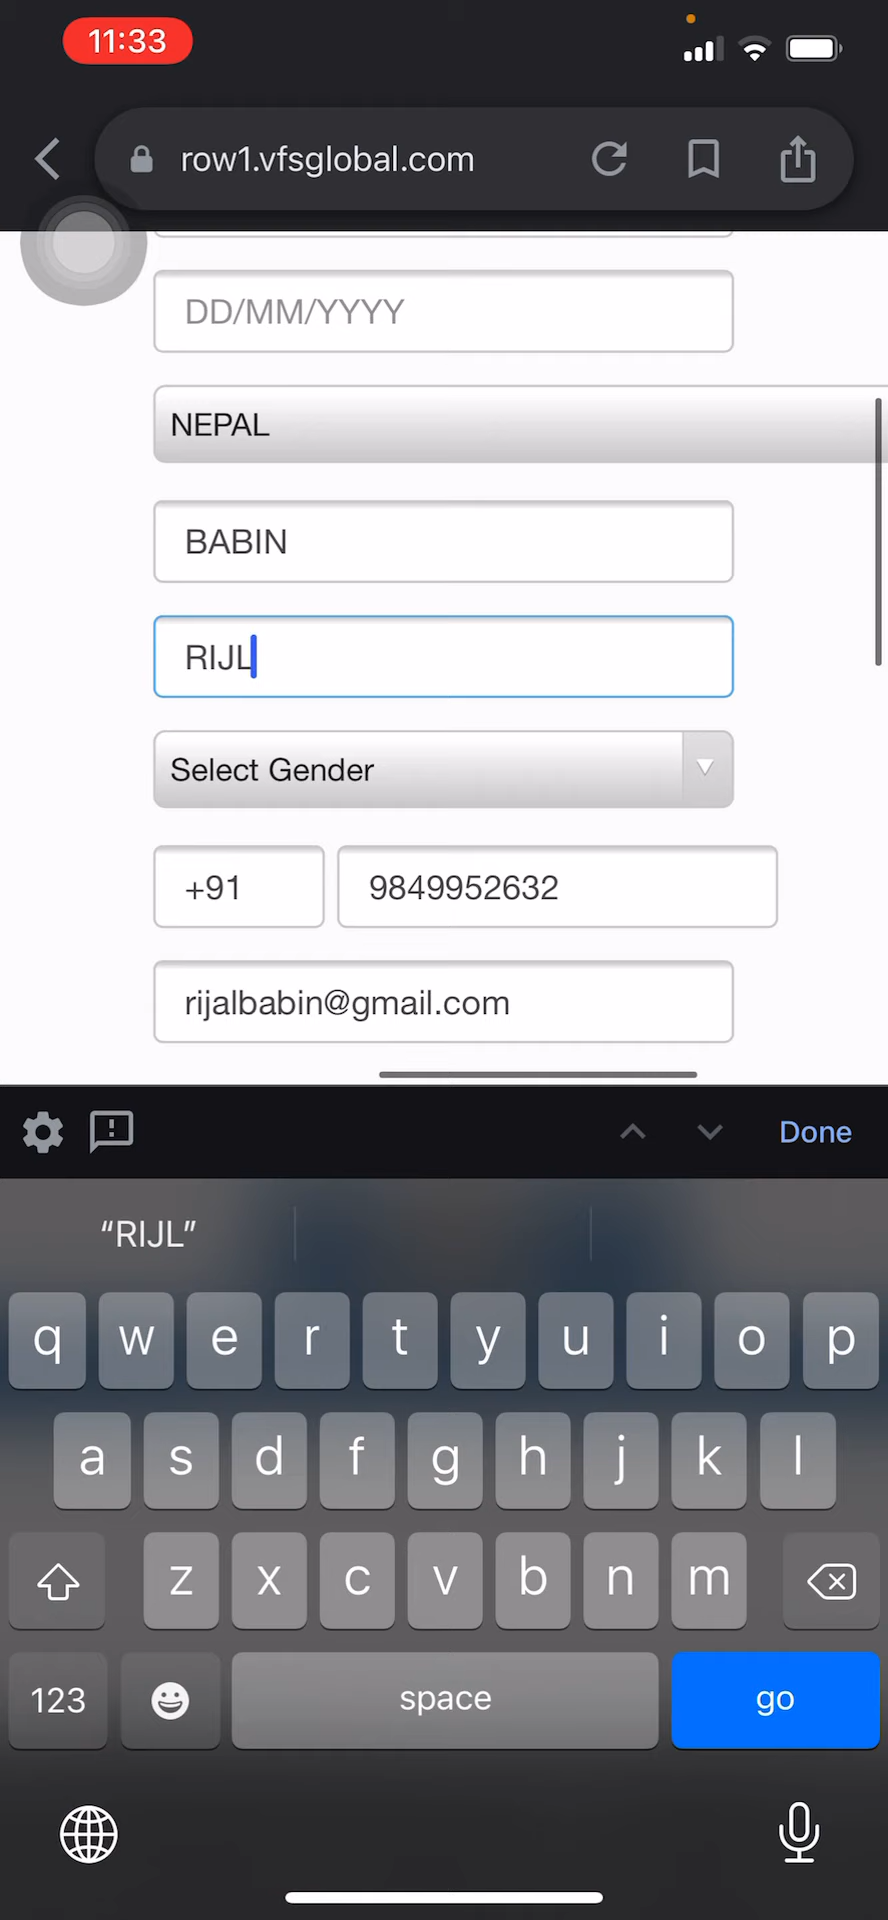 11:33
row1.vfsglobal.com
DD/MM/YYYY
NEPAL
BABIN
RIJL
Select Gender
+91 9849952632
rijalbabin@gmail.com
Done
“RIJL”
q w e r t y u i o p
a s d f g h j k l
z x c v b n m
123 space go